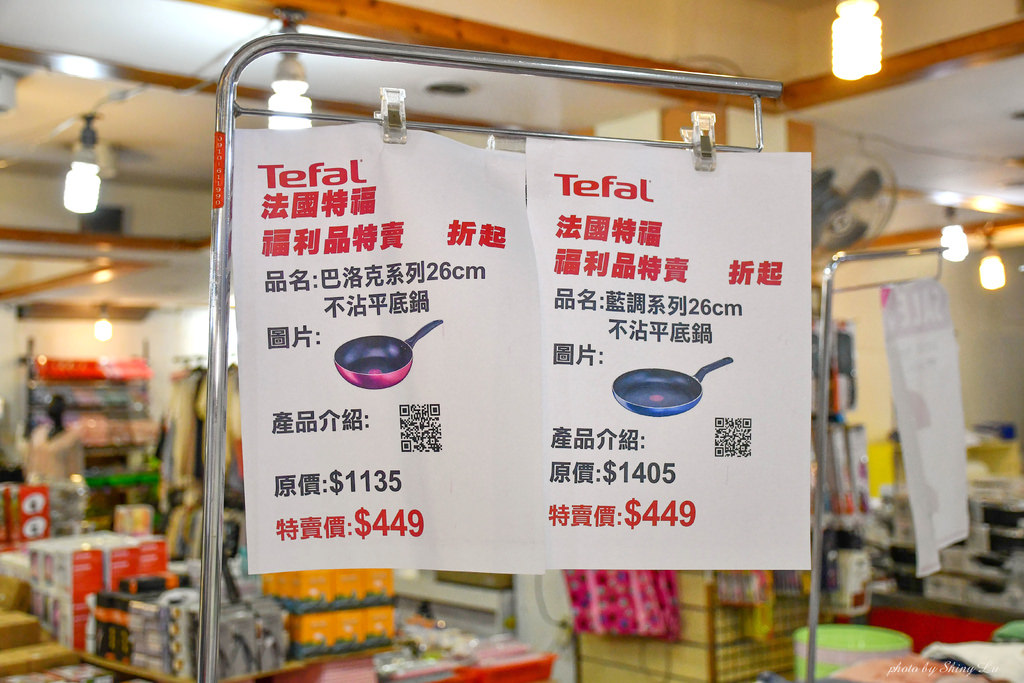 Tefal
法國特福
福利品特賣 折起
品名:巴洛克系列26cm
不沾平底鍋
圖片:
產品介紹:
原價:$1135
特賣價:$449
Tefal
法國特福
福利品特賣 折起
品名:藍調系列26cm
不沾平底鍋
圖片:
產品介紹:
原價:$1405
特賣價:$449
photo by Shiny Lu